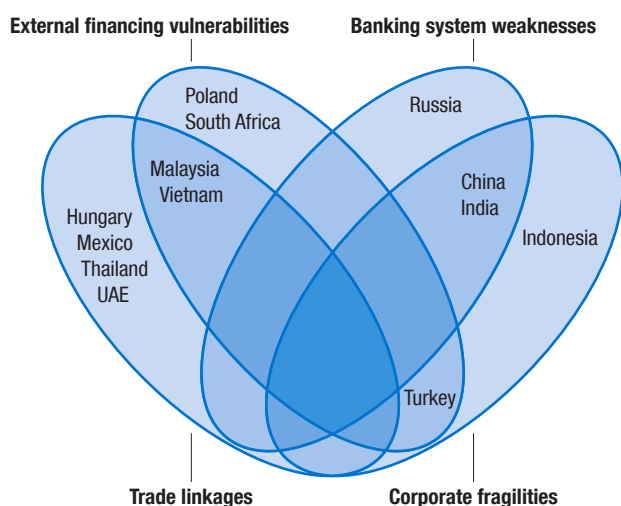 External financing vulnerabilities
Banking system weaknesses
Poland
South Africa
Russia
Malaysia
Vietnam
China
India
Hungary
Mexico
Thailand
UAE
Indonesia
Turkey
Trade linkages
Corporate fragilities